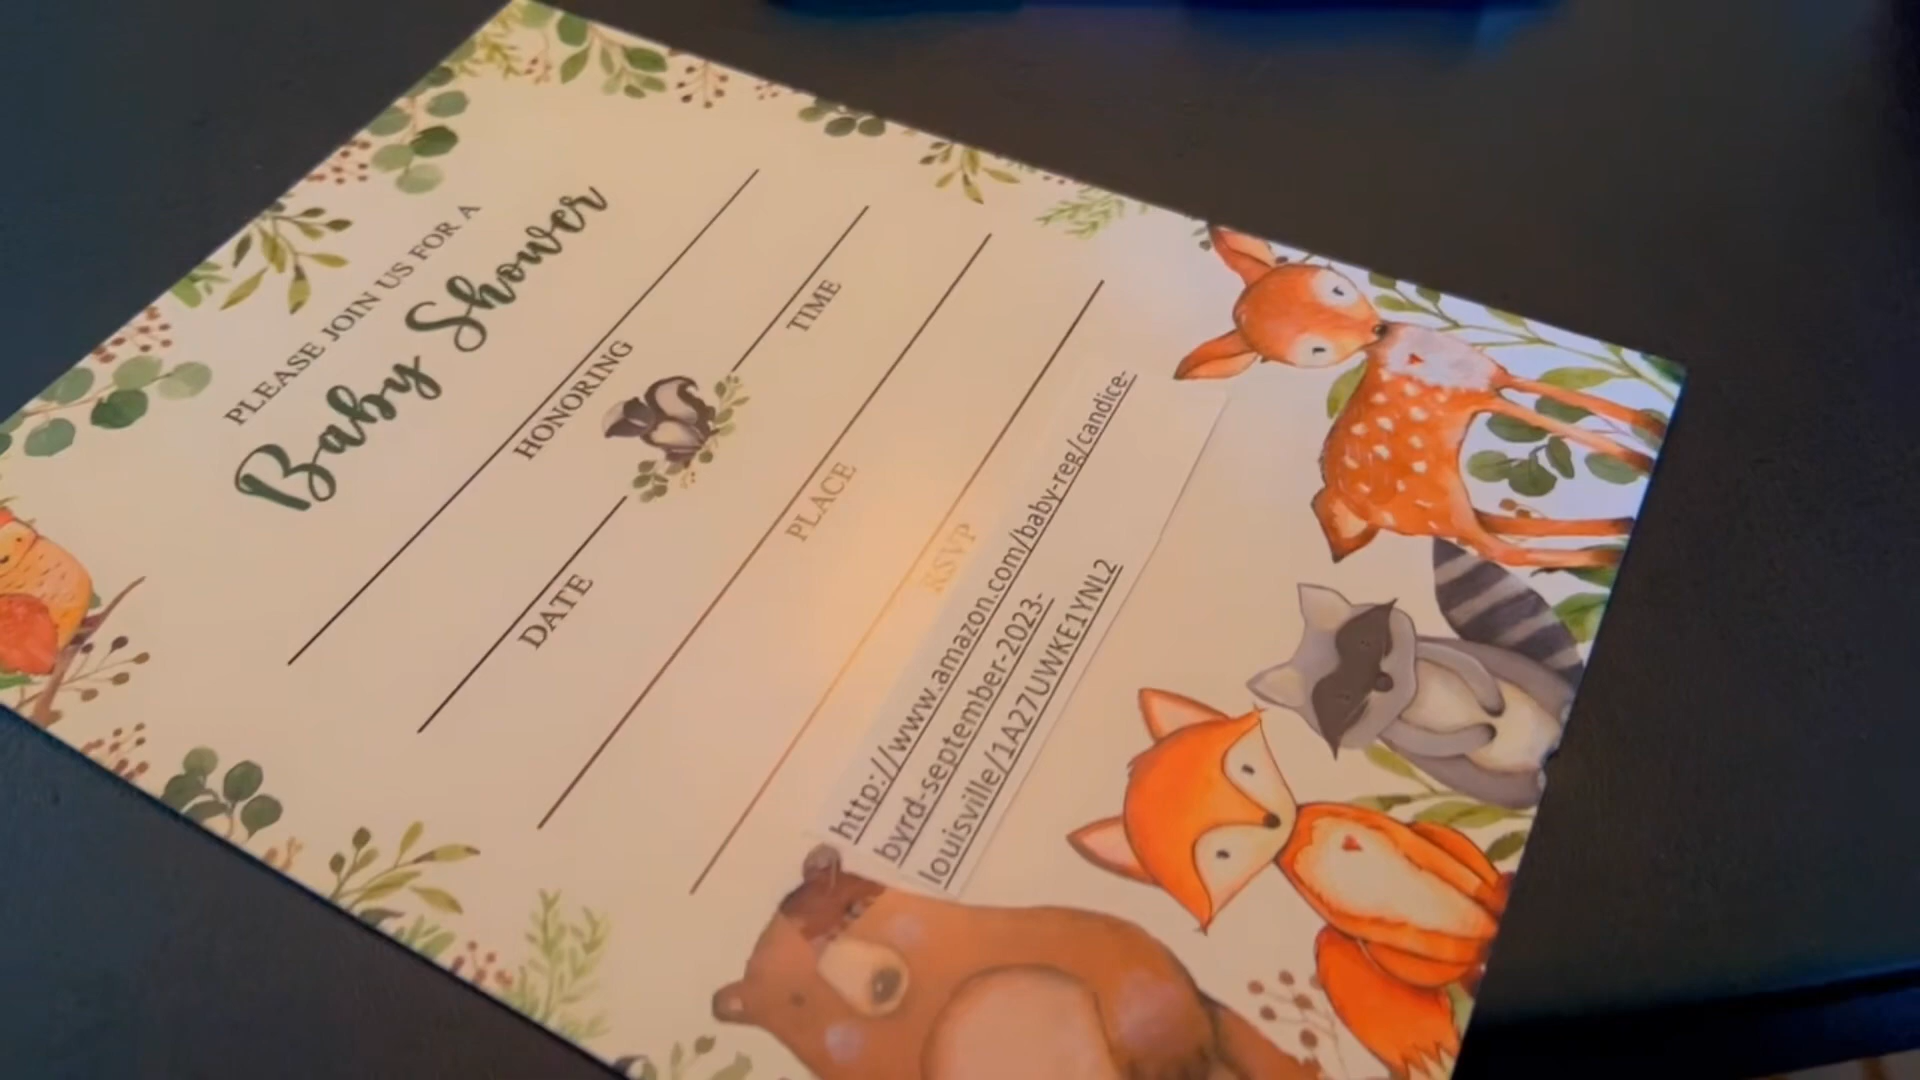 PLEASE JOIN US FOR A
Baby Shower
HONORING
DATE
TIME
PLACE
RSVP
http://www.amazon.com/baby-reg/candice-
byrd-september-2023-
louisville/1A27UWKE1YNL2